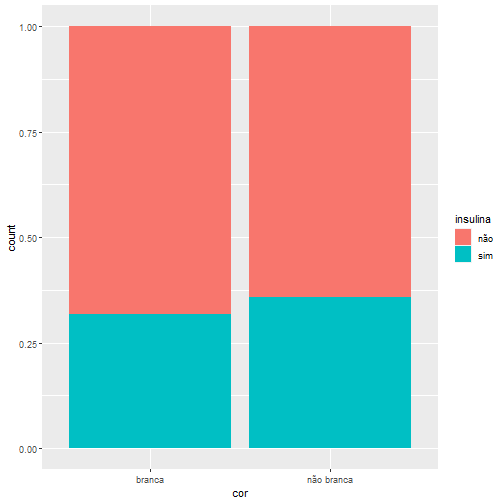 1.00
0.75
0.50
0.25
0.00
count
branca
não branca
cor
insulina
não
sim